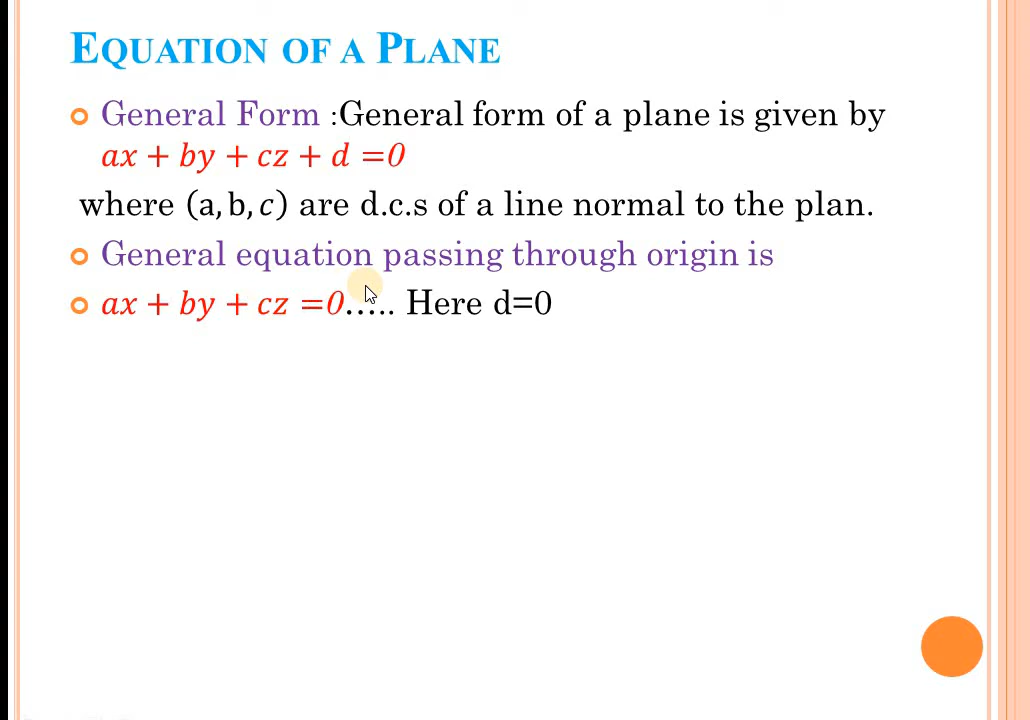 EQUATION OF A PLANE
General Form :General form of a plane is given by
ax + by + cz + d =0
where (a, b, c) are d.c.s of a line normal to the plan.
General equation passing through origin is
ax + by + cz =0….. Here d=0